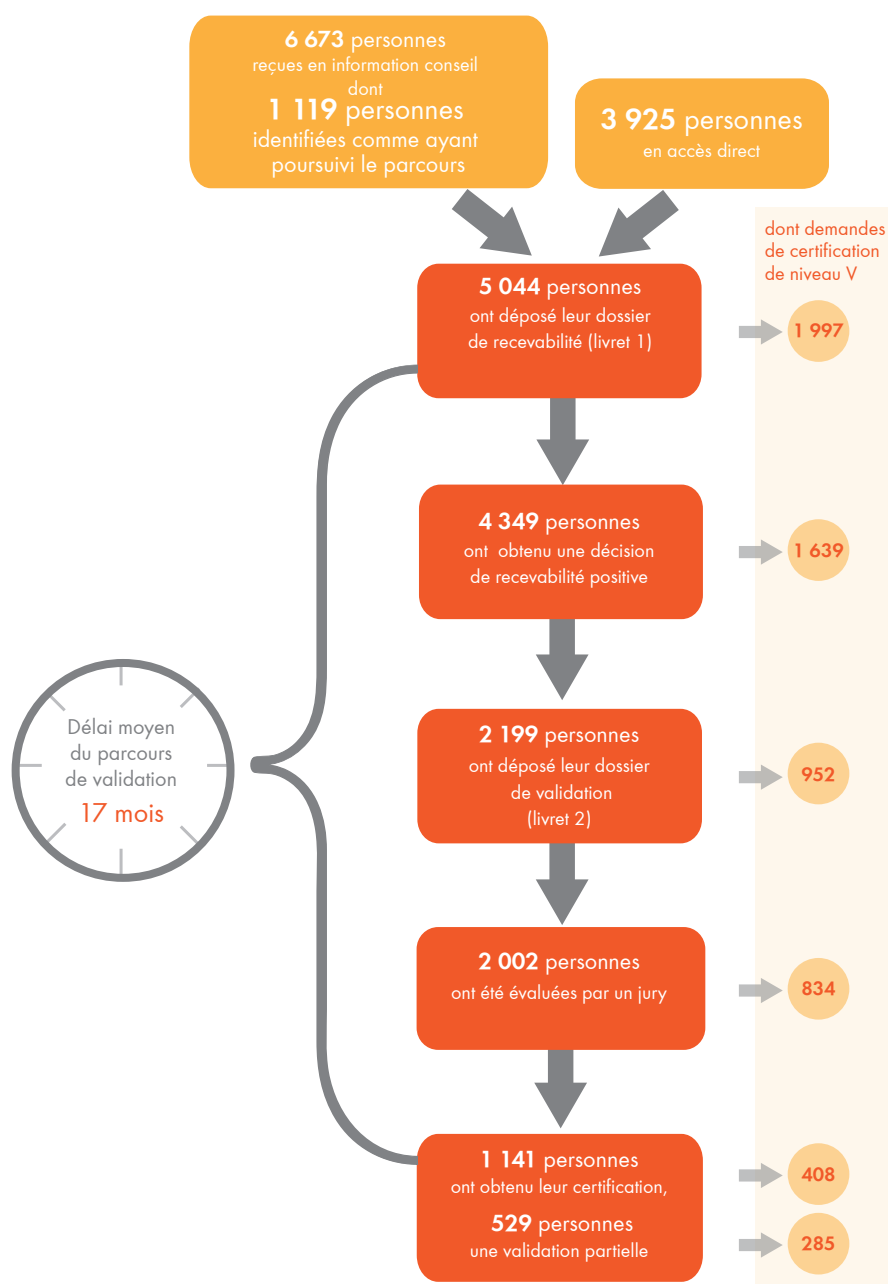 6 673 personnes
reçues en information conseil
dont
1 119 personnes
identifiées comme ayant
poursuivi le parcours
3 925 personnes
en accès direct
dont demandes
de certification
de niveau V
5 044 personnes
ont déposé leur dossier
de recevabilité (livret 1)
1 997
4 349 personnes
ont obtenu une décision
de recevabilité positive
1 639
Délai moyen
du parcours
de validation
17 mois
2 199 personnes
ont déposé leur dossier
de validation
(livret 2)
952
2 002 personnes
ont été évaluées par un jury
834
1 141 personnes
ont obtenu leur certification,
408
529 personnes
une validation partielle
285